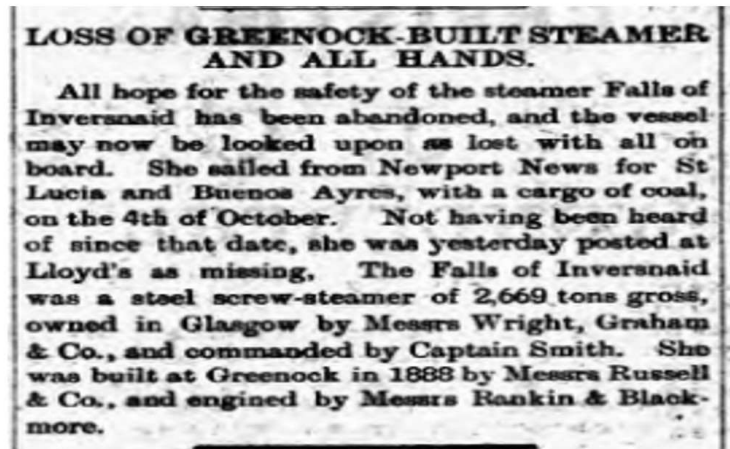 LOSS OF GREENOCK-BUILT STEAMER
AND ALL HANDS.
All hope for the safety of the steamer Falls of
Inversnaid has been abandoned, and the vessel
may now be looked upon as lost with all on
board. She sailed from Newport News for St
Lucia and Buenos Ayres, with a cargo of coal,
on the 4th of October. Not having been heard
of since that date, she was yesterday posted at
Lloyd's as missing. The Falls of Inversnaid
was a steel screw-steamer of 2,669 tons gross,
owned in Glasgow by Messrs Wright, Graham
& Co., and commanded by Captain Smith. She
was built at Greenock in 1888 by Messrs Russell
& Co., and engined by Messrs Rankin & Black-
more.